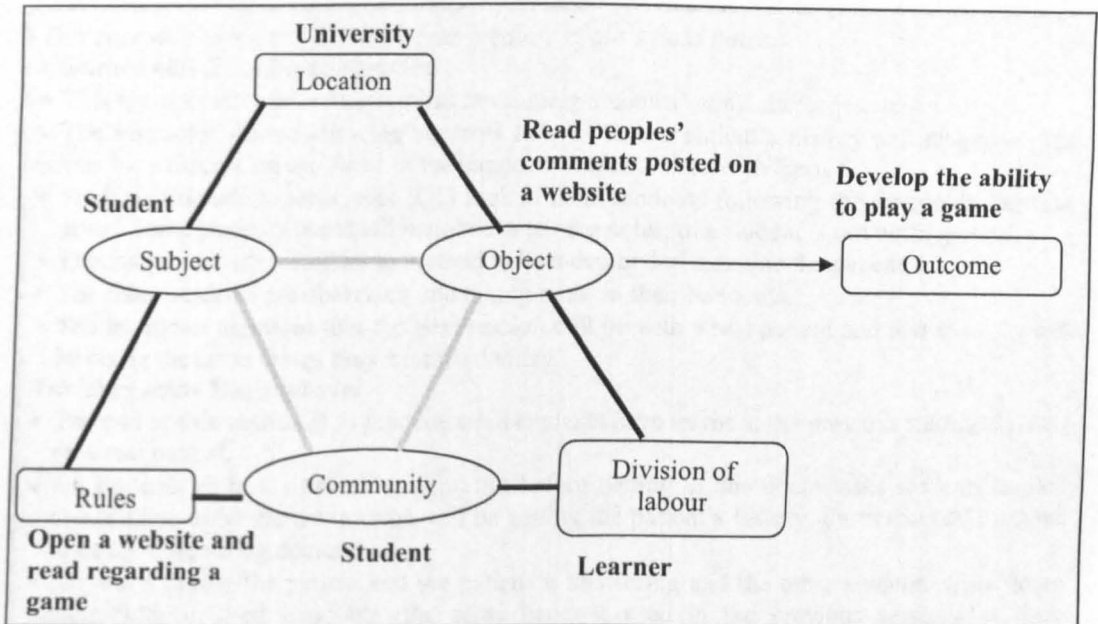 University
Location
Read peoples'
comments posted on
a website
Develop the ability
to play a game
Student
Subject
Object
Outcome
Rules
Community
Division of
labour
Open a website and
read regarding a
game
Student
Learner